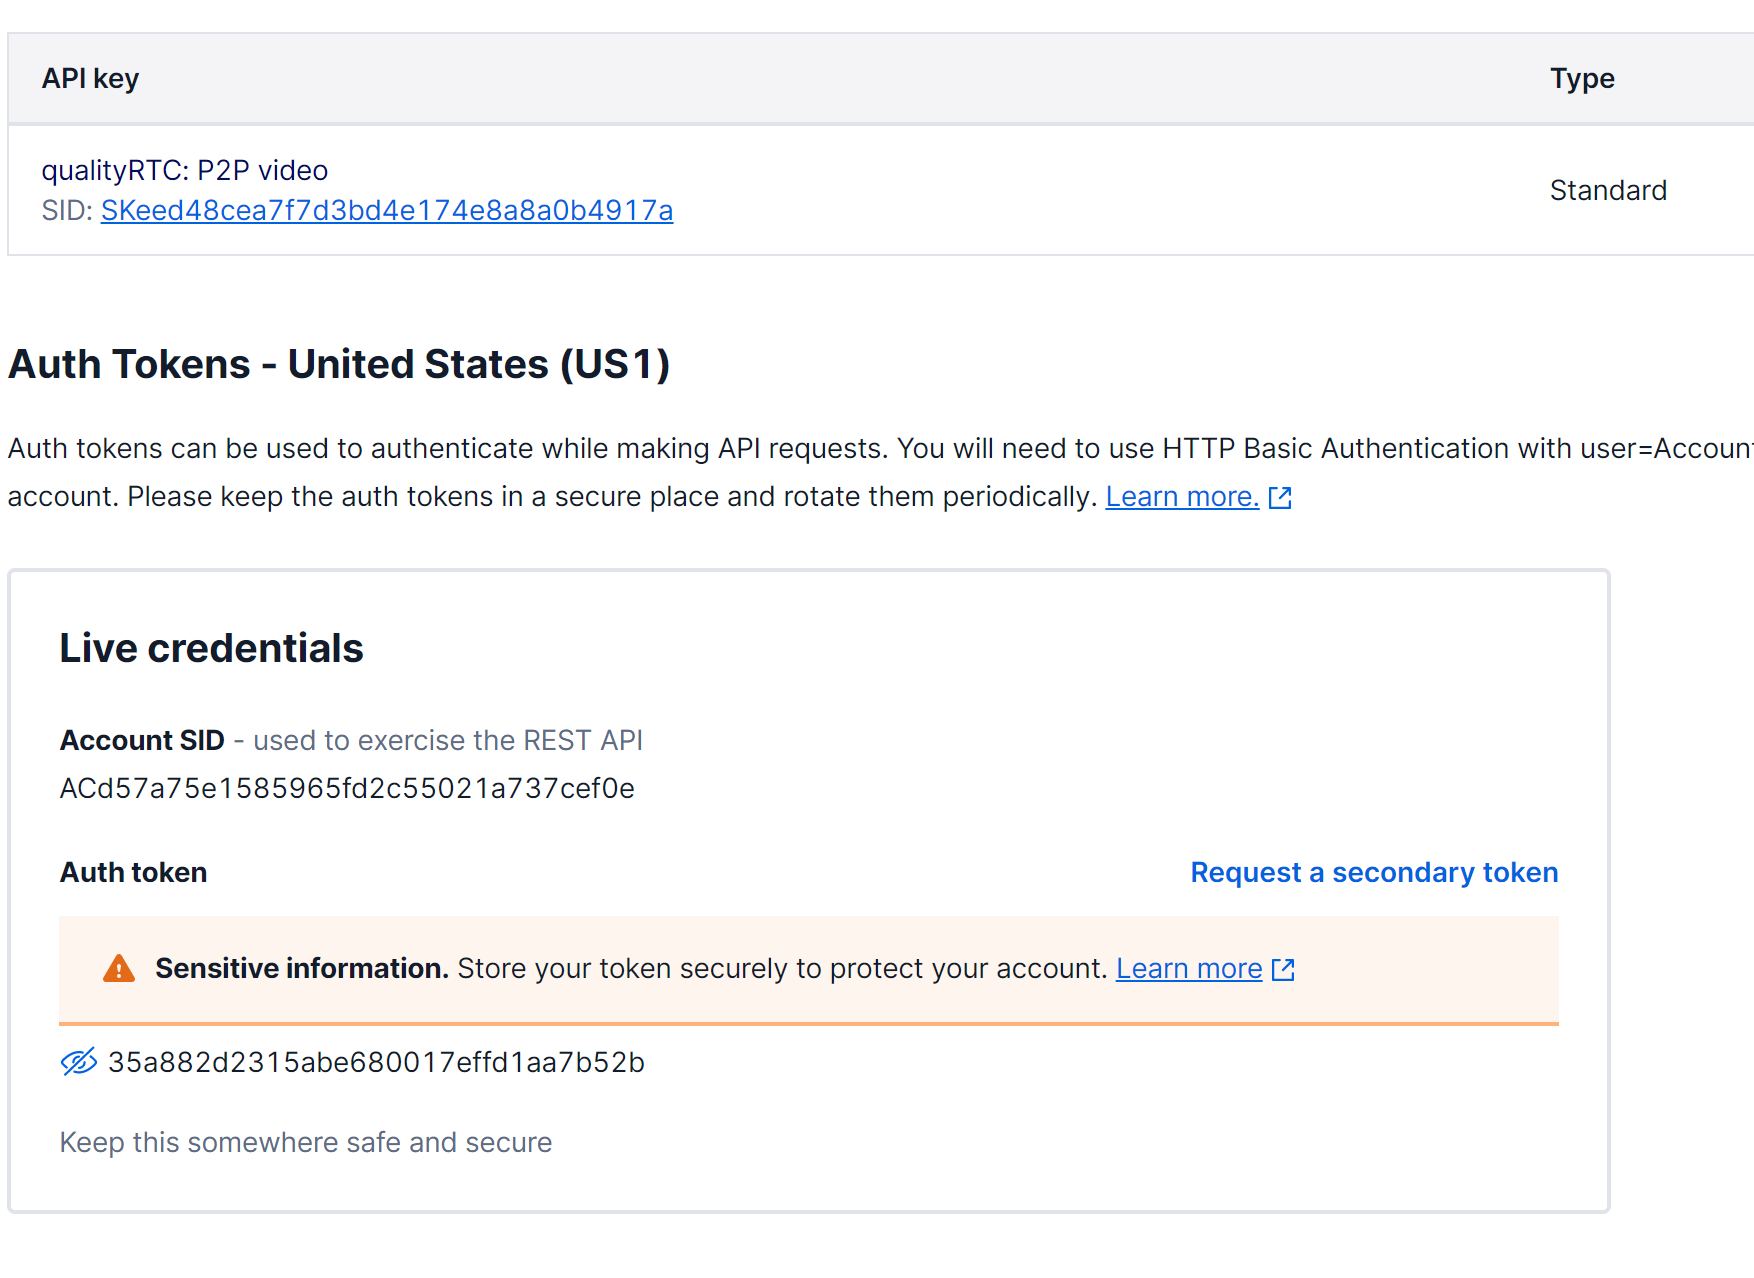 API key
Type
qualityRTC: P2P video
SID: SKeed48cea7f7d3bd4e174e8a8a0b4917a
Standard
Auth Tokens - United States (US1)
Auth tokens can be used to authenticate while making API requests. You will need to use HTTP Basic Authentication with user=Account
account. Please keep the auth tokens in a secure place and rotate them periodically. Learn more.
Live credentials
Account SID - used to exercise the REST API
ACd57a75e1585965fd2c55021a737cef0e
Auth token
Request a secondary token
Sensitive information. Store your token securely to protect your account. Learn more
35a882d2315abe680017effd1aa7b52b
Keep this somewhere safe and secure